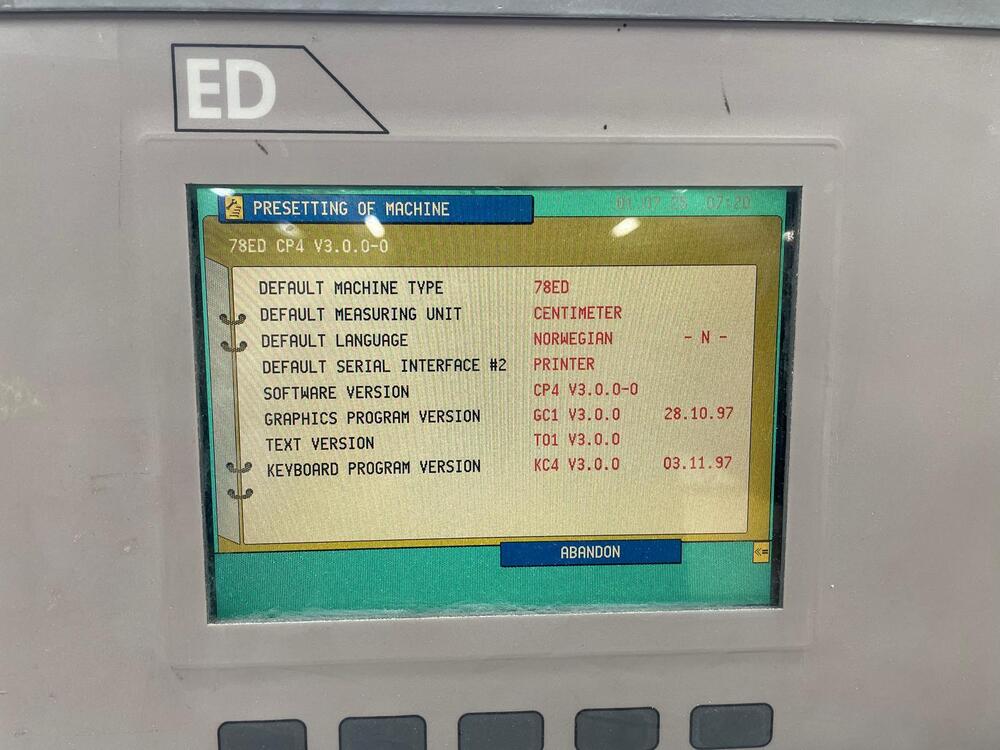 ED
PRESETTING OF MACHINE 01.07.25 07:20
78ED CP4 V3.0.0-0
DEFAULT MACHINE TYPE 78ED
DEFAULT MEASURING UNIT CENTIMETER
DEFAULT LANGUAGE NORWEGIAN - N -
DEFAULT SERIAL INTERFACE #2 PRINTER
SOFTWARE VERSION CP4 V3.0.0-0
GRAPHICS PROGRAM VERSION GC1 V3.0.0 28.10.97
TEXT VERSION TO1 V3.0.0
KEYBOARD PROGRAM VERSION KC4 V3.0.0 03.11.97
ABANDON